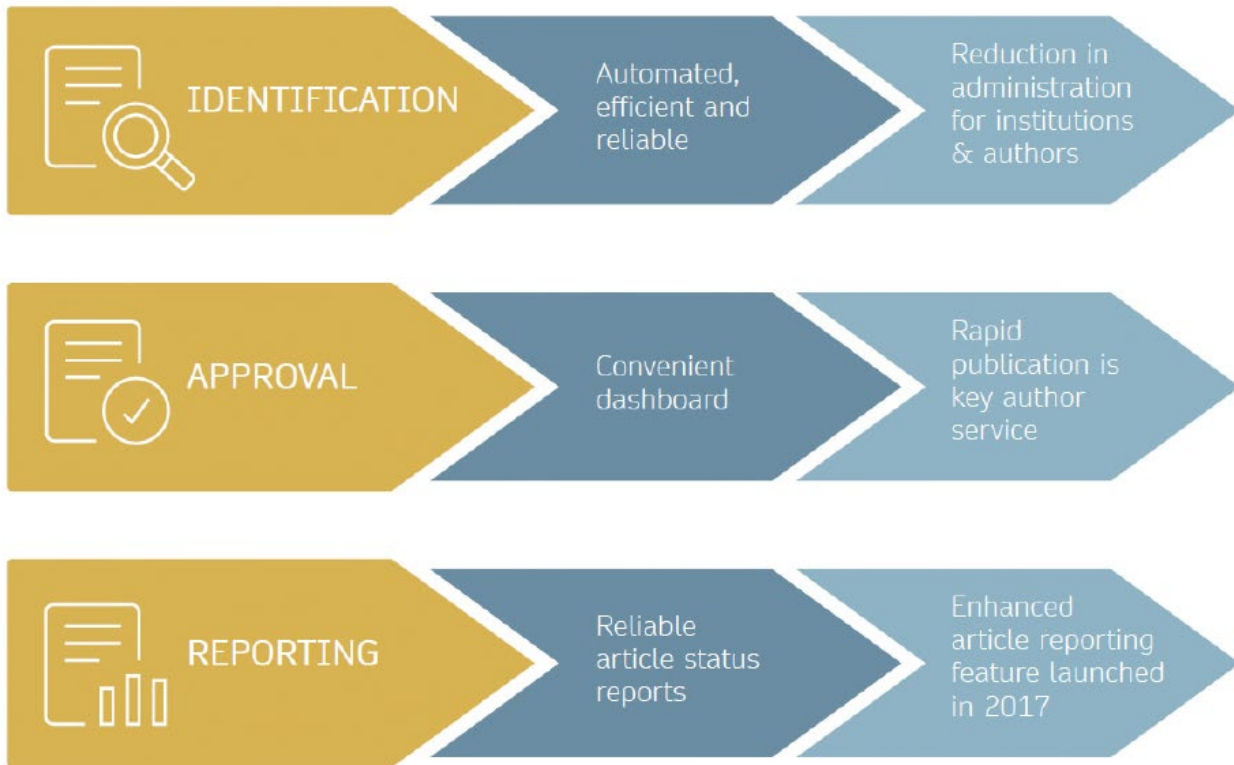 IDENTIFICATION
Automated,
efficient and
reliable
Reduction in
administration
for institutions
& authors
APPROVAL
Convenient
dashboard
Rapid
publication is
key author
service
REPORTING
Reliable
article status
reports
Enhanced
article reporting
feature launched
in 2017